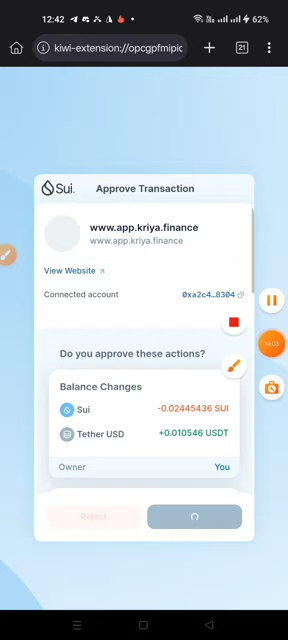 12:42
62%
kiwi-extension://opcgpfmipic
21
Sui.
Approve Transaction
www.app.kriya.finance
www.app.kriya.finance
View Website
Connected account
0xa2c4…8304
14:03
Do you approve these actions?
Balance Changes
Sui
-0.02445436 SUI
Tether USD
+0.010546 USDT
Owner
You
Reject